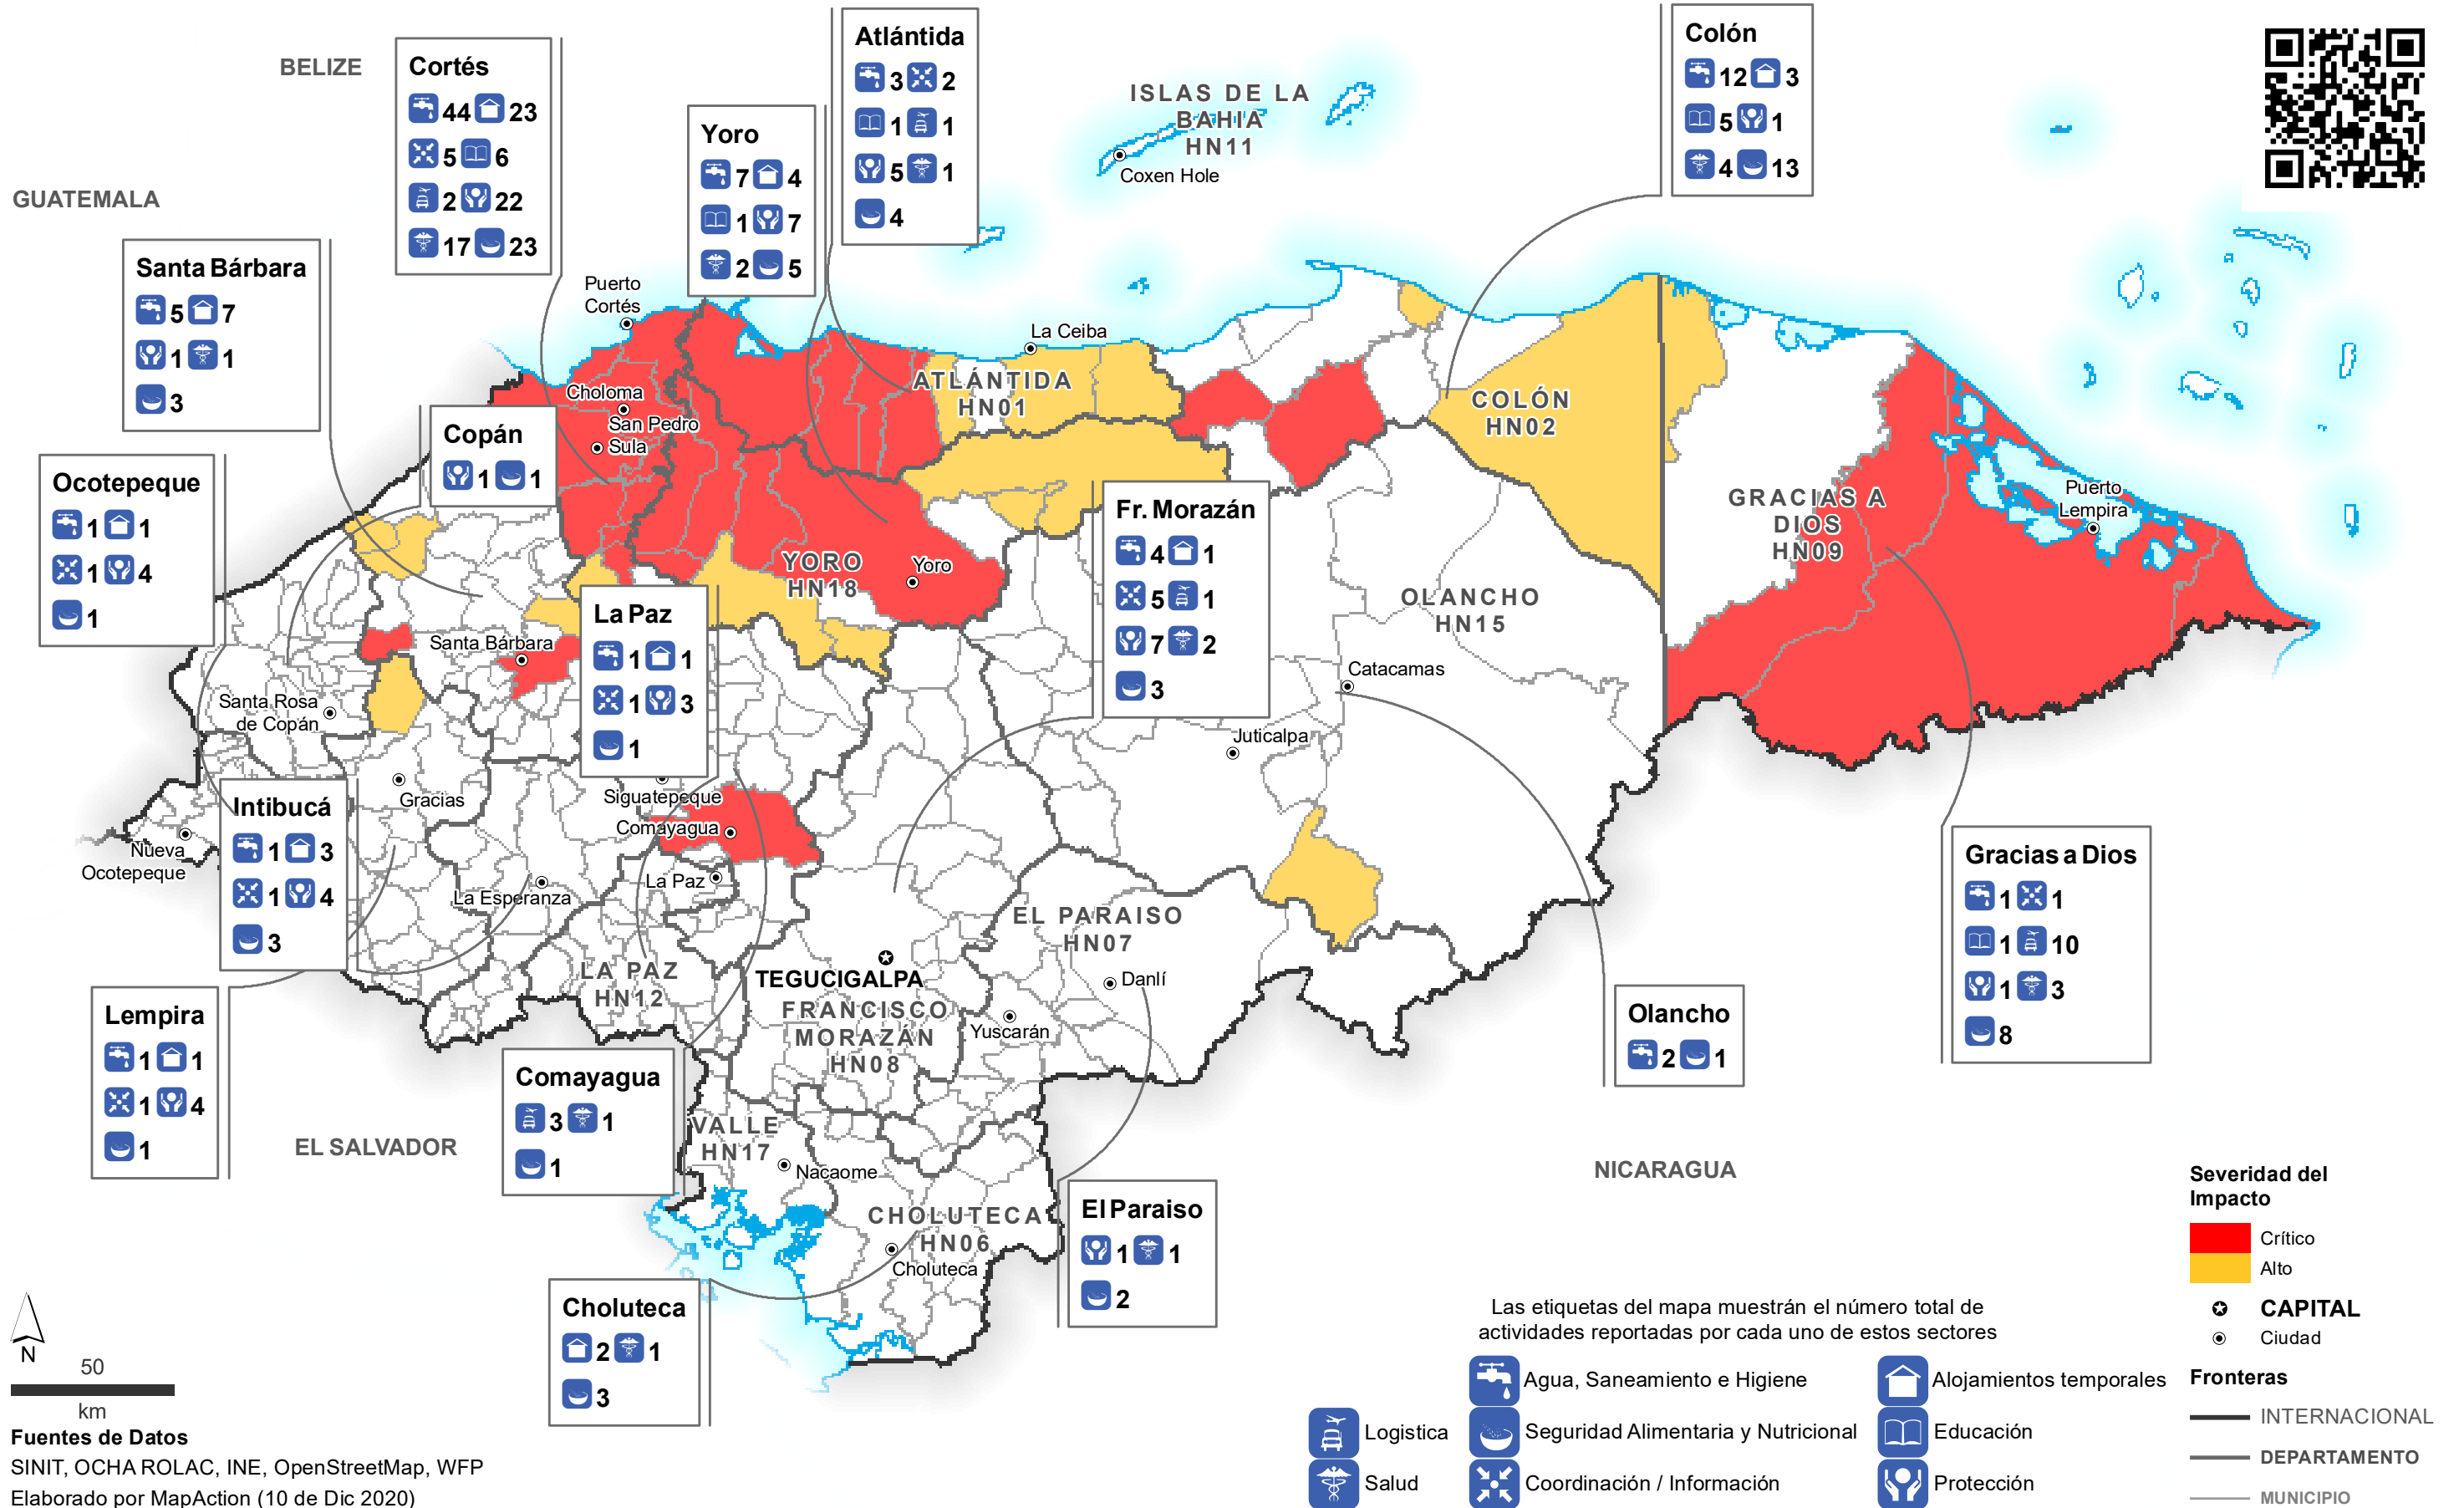 BELIZE
GUATEMALA
EL SALVADOR
NICARAGUA
Cortés
44 23
5 6
2 22
17 23
Atlántida
3 2
1 1
5 1
4
Colón
12 3
5 1
4 13
Yoro
7 4
1 7
2 5
Santa Bárbara
5 7
1 1
3
Copán
1 1
Ocotepeque
1 1
1 4
1
La Paz
1 1
1 3
1
Fr. Morazán
4 1
5 1
7 2
3
Intibucá
1 3
1 4
3
Lempira
1 1
1 4
1
Comayagua
3 1
1
Choluteca
2 1
3
El Paraiso
1 1
2
Olancho
2 1
Gracias a Dios
1 1
1 10
1 3
8
ISLAS DE LA
BAHIA
HN11
Coxen Hole
Puerto
Cortés
La Ceiba
Choloma
San Pedro
Sula
ATLÁNTIDA
HN01
COLÓN
HN02
GRACIAS A
DIOS
HN09
Puerto
Lempira
YORO
HN18
Yoro
OLANCHO
HN15
Catacamas
Juticalpa
Santa Bárbara
Santa Rosa
de Copán
Gracias
Siguatepeque
Comayagua
Nueva
Ocotepeque
La Esperanza
La Paz
EL PARAISO
HN07
Danlí
LA PAZ
HN12
TEGUCIGALPA
FRANCISCO
MORAZÁN
HN08
Yuscarán
VALLE
HN17
Nacaome
CHOLUTECA
HN06
Choluteca
N
50
km
Fuentes de Datos
SINIT, OCHA ROLAC, INE, OpenStreetMap, WFP
Elaborado por MapAction (10 de Dic 2020)
Las etiquetas del mapa muestrán el número total de
actividades reportadas por cada uno de estos sectores
Agua, Saneamiento e Higiene
Alojamientos temporales
Logistica
Seguridad Alimentaria y Nutricional
Educación
Salud
Coordinación / Información
Protección
Severidad del
Impacto
Crítico
Alto
CAPITAL
Ciudad
Fronteras
INTERNACIONAL
DEPARTAMENTO
MUNICIPIO